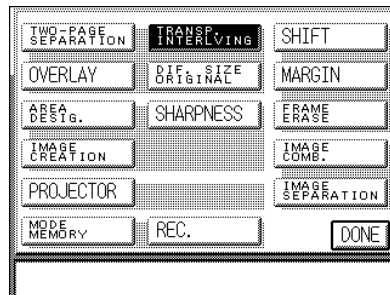 TWO-PAGE
SEPARATION
TRANSP.
INTERLVING
SHIFT
OVERLAY
DIF. SIZE
ORIGINAL
MARGIN
AREA
DESIG.
SHARPNESS
FRAME
ERASE
IMAGE
CREATION
IMAGE
COMB.
PROJECTOR
IMAGE
SEPARATION
MODE
MEMORY
REC.
DONE